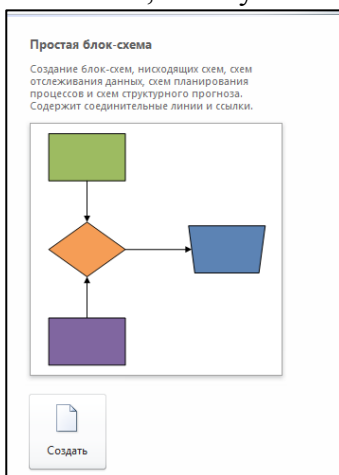 Простая блок-схема
Создание блок-схем, нисходящих схем, схем
отслеживания данных, схем планирования
процессов и схем структурного прогноза.
Содержит соединительные линии и ссылки.
Создать